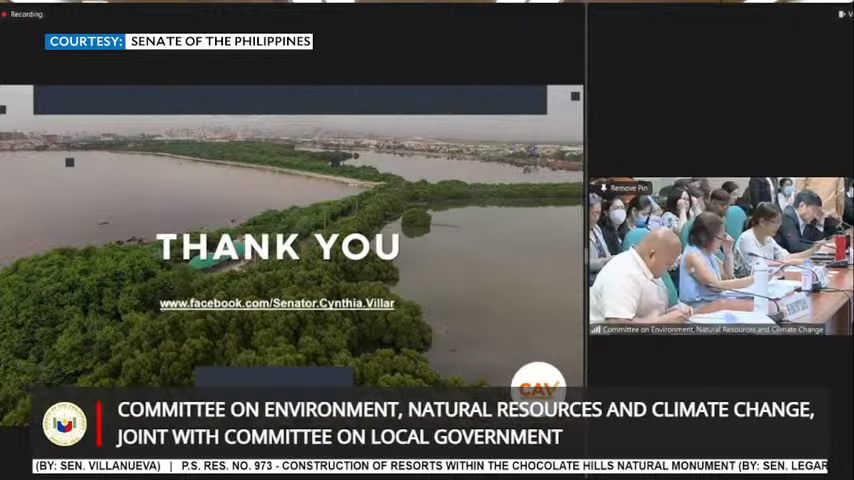 Recording
COURTESY: SENATE OF THE PHILIPPINES
THANK YOU
www.facebook.com/Senator.Cynthia.Villar
Remove Pin
Committee on Environment, Natural Resources and Climate Change
CAV
COMMITTEE ON ENVIRONMENT, NATURAL RESOURCES AND CLIMATE CHANGE,
JOINT WITH COMMITTEE ON LOCAL GOVERNMENT
(BY: SEN. VILLANUEVA) | P.S. RES. NO. 973 - CONSTRUCTION OF RESORTS WITHIN THE CHOCOLATE HILLS NATURAL MONUMENT (BY: SEN. LEGAR